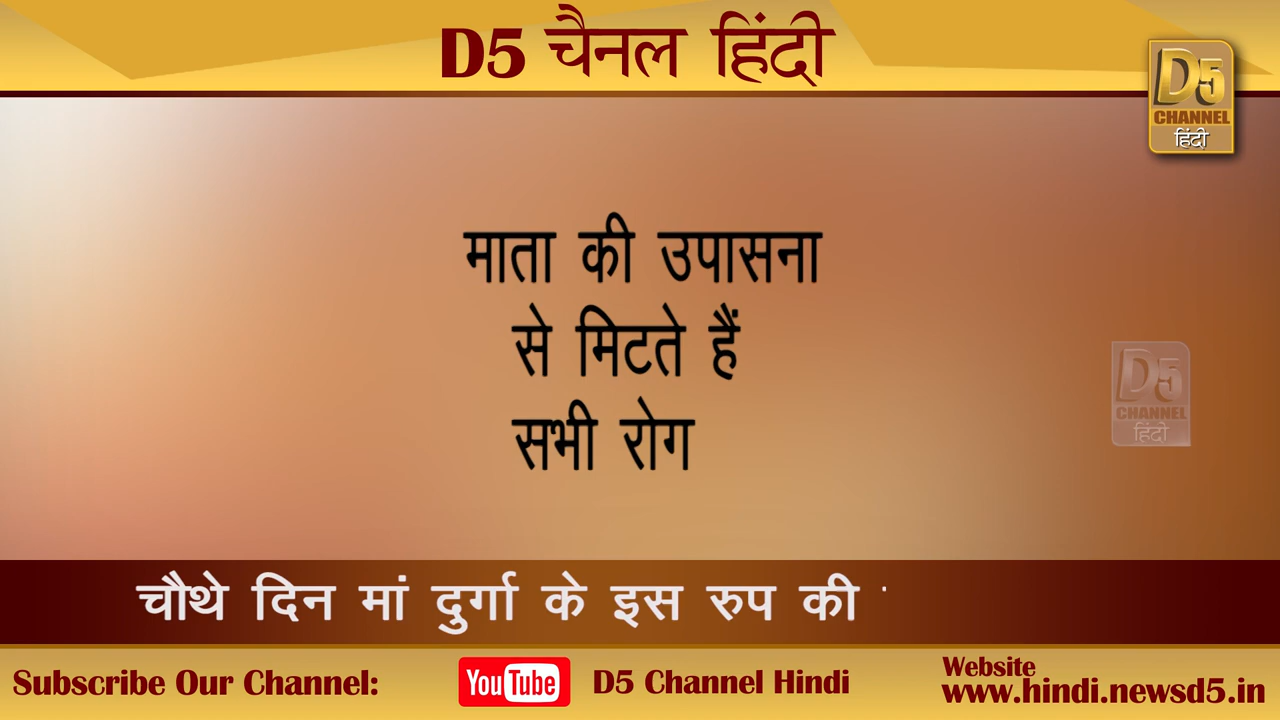 D5 चैनल हिंदी
D5
CHANNEL
हिंदी
माता की उपासना
से मिटते हैं
सभी रोग
D5
CHANNEL
हिंदी
चौथे दिन मां दुर्गा के इस रुप की
Subscribe Our Channel:
YouTube
D5 Channel Hindi
Website
www.hindi.newsd5.in